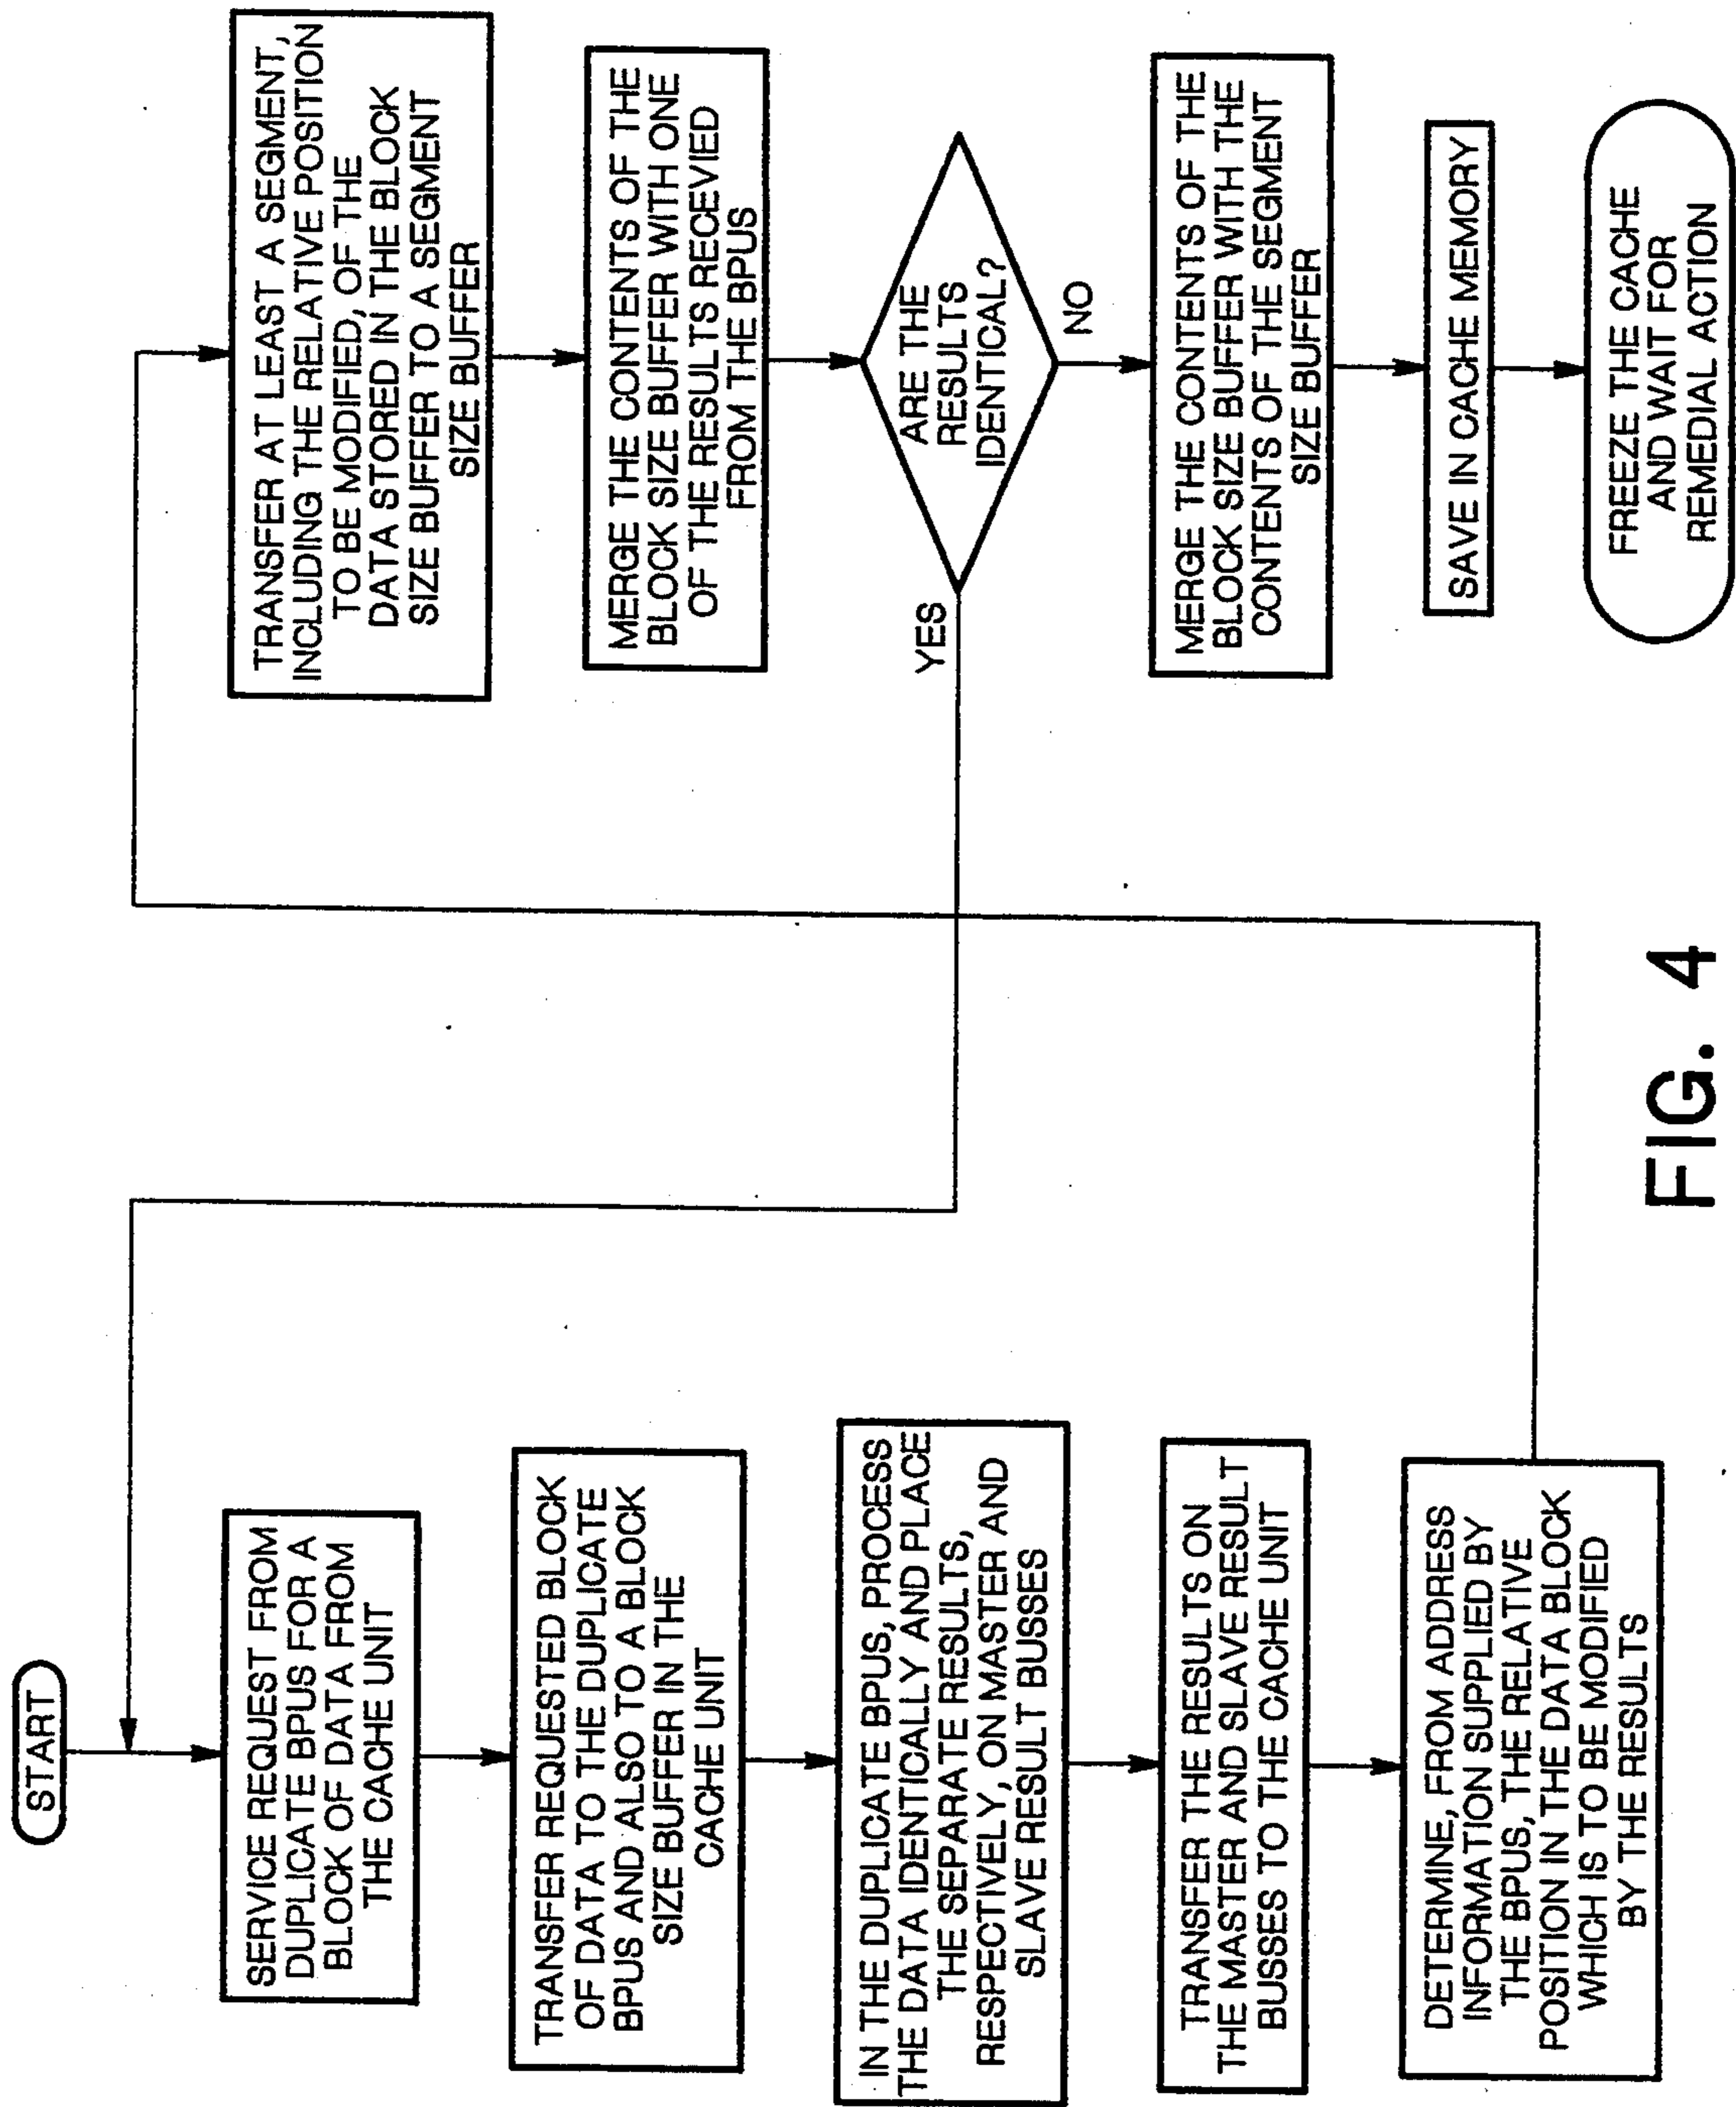 START
SERVICE REQUEST FROM
DUPLICATE BPUS FOR A
BLOCK OF DATA FROM
THE CACHE UNIT
TRANSFER REQUESTED BLOCK
OF DATA TO THE DUPLICATE
BPUS AND ALSO TO A BLOCK
SIZE BUFFER IN THE
CACHE UNIT
IN THE DUPLICATE BPUS, PROCESS
THE DATA IDENTICALLY AND PLACE
THE SEPARATE RESULTS,
RESPECTIVELY, ON MASTER AND
SLAVE RESULT BUSSES
TRANSFER THE RESULTS ON
THE MASTER AND SLAVE RESULT
BUSSES TO THE CACHE UNIT
DETERMINE, FROM ADDRESS
INFORMATION SUPPLIED BY
THE BPUS, THE RELATIVE
POSITION IN THE DATA BLOCK
WHICH IS TO BE MODIFIED
BY THE RESULTS
TRANSFER AT LEAST A SEGMENT,
INCLUDING THE RELATIVE POSITION
TO BE MODIFIED, OF THE
DATA STORED IN THE BLOCK
SIZE BUFFER TO A SEGMENT
SIZE BUFFER
MERGE THE CONTENTS OF THE
BLOCK SIZE BUFFER WITH ONE
OF THE RESULTS RECEVIED
FROM THE BPUS
ARE THE
RESULTS
IDENTICAL?
YES
NO
MERGE THE CONTENTS OF THE
BLOCK SIZE BUFFER WITH THE
CONTENTS OF THE SEGMENT
SIZE BUFFER
SAVE IN CACHE MEMORY
FREEZE THE CACHE
AND WAIT FOR
REMEDIAL ACTION
FIG. 4